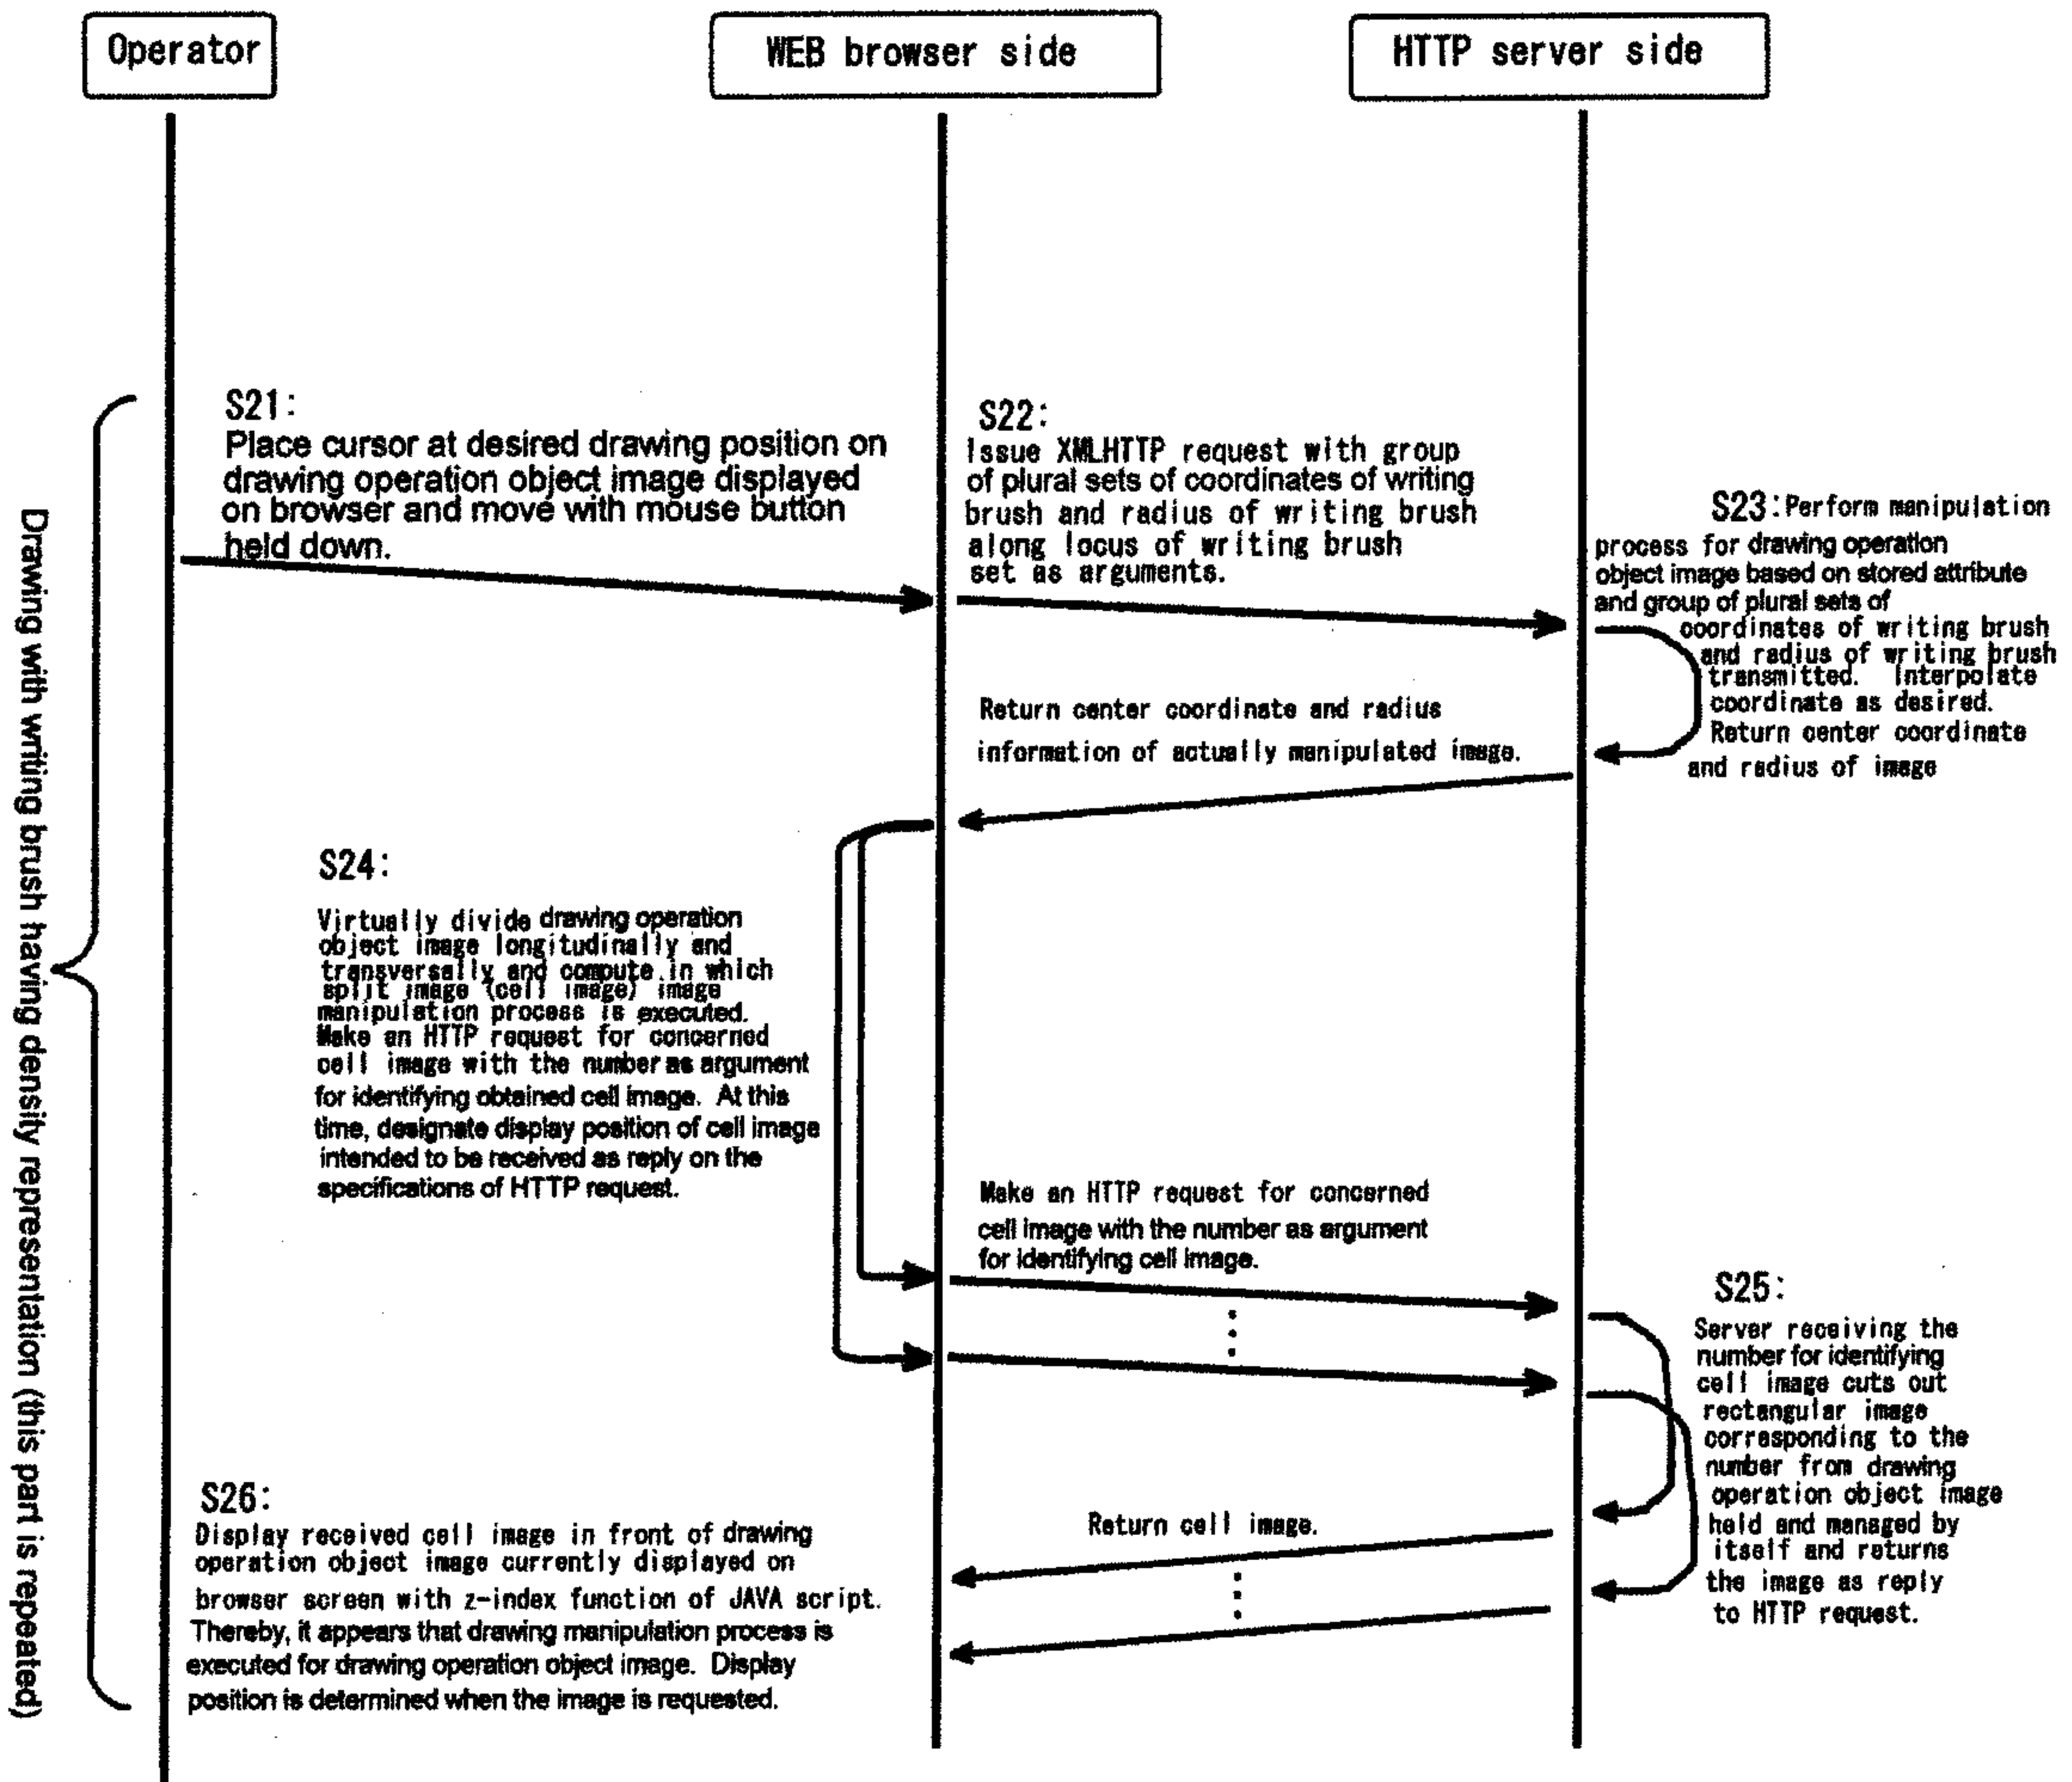 Operator
WEB browser side
HTTP server side
Drawing with writing brush having density representation (this part is repeated)
S21:
Place cursor at desired drawing position on
drawing operation object image displayed
on browser and move with mouse button
held down.
S22:
Issue XMLHTTP request with group
of plural sets of coordinates of writing
brush and radius of writing brush
along locus of writing brush
set as arguments.
S23:Perform manipulation
process for drawing operation
object image based on stored attribute
and group of plural sets of
coordinates of writing brush
and radius of writing brush
transmitted. Interpolate
coordinate as desired.
Return center coordinate
and radius of image
Return center coordinate and radius
information of actually manipulated image.
S24:
Virtually divide drawing operation
object image longitudinally and
transversally and compute in which
split image (cell image) image
manipulation process is executed.
Make an HTTP request for concerned
cell image with the number as argument
for identifying obtained cell image. At this
time, designate display position of cell image
intended to be received as reply on the
specifications of HTTP request.
Make an HTTP request for concerned
cell image with the number as argument
for identifying cell image.
S25:
Server receiving the
number for identifying
cell image cuts out
rectangular image
corresponding to the
number from drawing
operation object image
held and managed by
itself and returns
the image as reply
to HTTP request.
Return cell image.
S26:
Display received cell image in front of drawing
operation object image currently displayed on
browser screen with z-index function of JAVA script.
Thereby, it appears that drawing manipulation process is
executed for drawing operation object image. Display
position is determined when the image is requested.